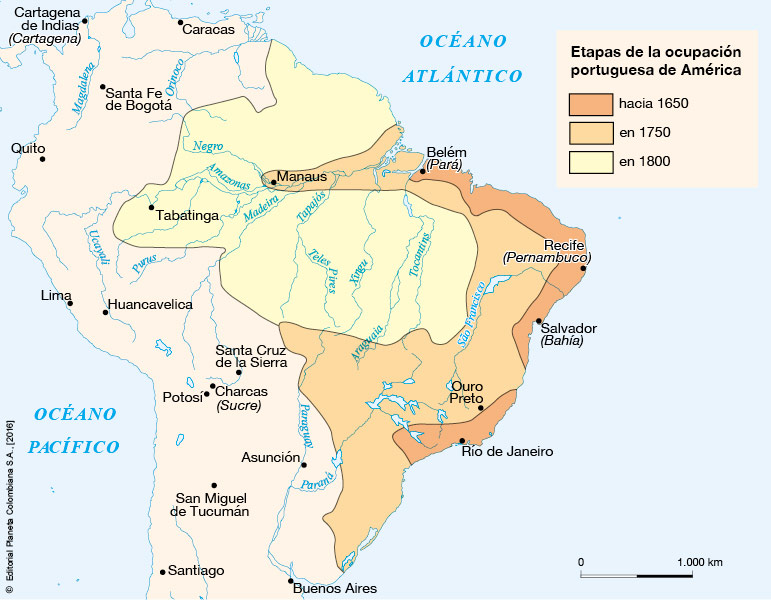 Cartagena
de Indias
(Cartagena)
Caracas
OCÉANO
ATLÁNTICO
Etapas de la ocupación
portuguesa de América
hacia 1650
en 1750
en 1800
Magdalena
Orinoco
Santa Fe
de Bogotá
Quito
Negro
Belém
(Pará)
Manaus
Amazonas
Tabatinga
Madeira
Tapajós
Ucayali
Purus
Teles
Pires
Xingu
Tocantins
Recife
(Pernambuco)
São Francisco
Lima
Huancavelica
Salvador
(Bahía)
Araguaia
Santa Cruz
de la Sierra
Potosí
Charcas
(Sucre)
Ouro
Preto
OCÉANO
PACÍFICO
Paraguay
Río de Janeiro
Asunción
Paraná
San Miguel
de Tucumán
Santiago
Buenos Aires
0
1.000 km
© Editorial Planeta Colombiana S.A., [2016]